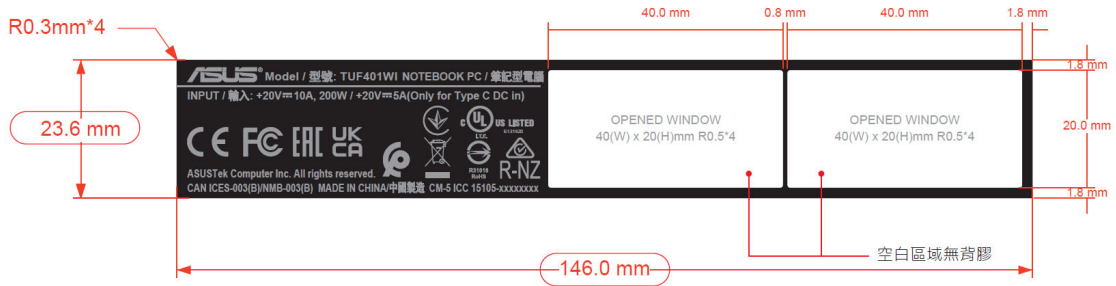 40.0 mm 0.8 mm 40.0 mm 1.8 mm
R0.3mm*4
1.8 mm
ASUS Model / 型號: TUF401WI NOTEBOOK PC / 筆記型電腦
INPUT / 輸入: +20V⎓10A, 200W / +20V⎓5A(Only for Type C DC in)
OPENED WINDOW
40(W) x 20(H)mm R0.5*4
OPENED WINDOW
40(W) x 20(H)mm R0.5*4
23.6 mm
20.0 mm
C UL US LISTED
E131920
I.T.E.
CE FC EAC UK CA
R31018
RoHS
R-NZ
ASUSTek Computer Inc. All rights reserved.
CAN ICES-003(B)/NMB-003(B) MADE IN CHINA/中國製造 CM-5 ICC 15105-xxxxxxxx
1.8 mm
空白區域無背膠
146.0 mm